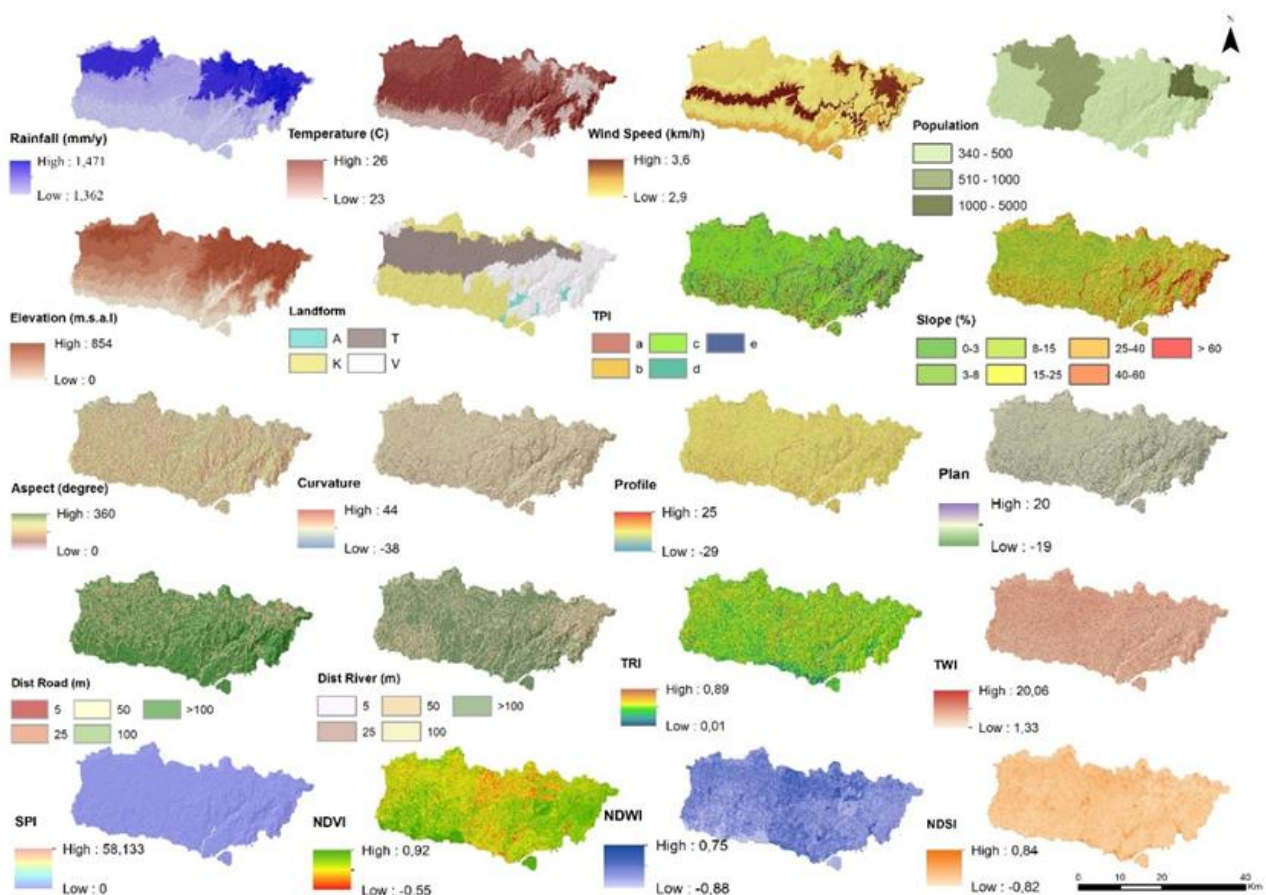 N
Rainfall (mm/y)
High : 1,471
Low : 1,362
Temperature (C)
High : 26
Low : 23
Wind Speed (km/h)
High : 3,6
Low : 2,9
Population
340 - 500
510 - 1000
1000 - 5000
Elevation (m.s.a.l)
High : 854
Low : 0
Landform
A T
K V
TPI
a c e
b d
Slope (%)
0-3 8-15 25-40 > 60
3-8 15-25 40-60
Aspect (degree)
High : 360
Low : 0
Curvature
High : 44
Low : -38
Profile
High : 25
Low : -29
Plan
High : 20
Low : -19
Dist Road (m)
5 50 >100
25 100
Dist River (m)
5 50 >100
25 100
TRI
High : 0,89
Low : 0,01
TWI
High : 20,06
Low : 1,33
SPI
High : 58,133
Low : 0
NDVI
High : 0,92
Low : -0,55
NDWI
High : 0,75
Low : -0,88
NDSI
High : 0,84
Low : -0,82
0 10 20 40
Km